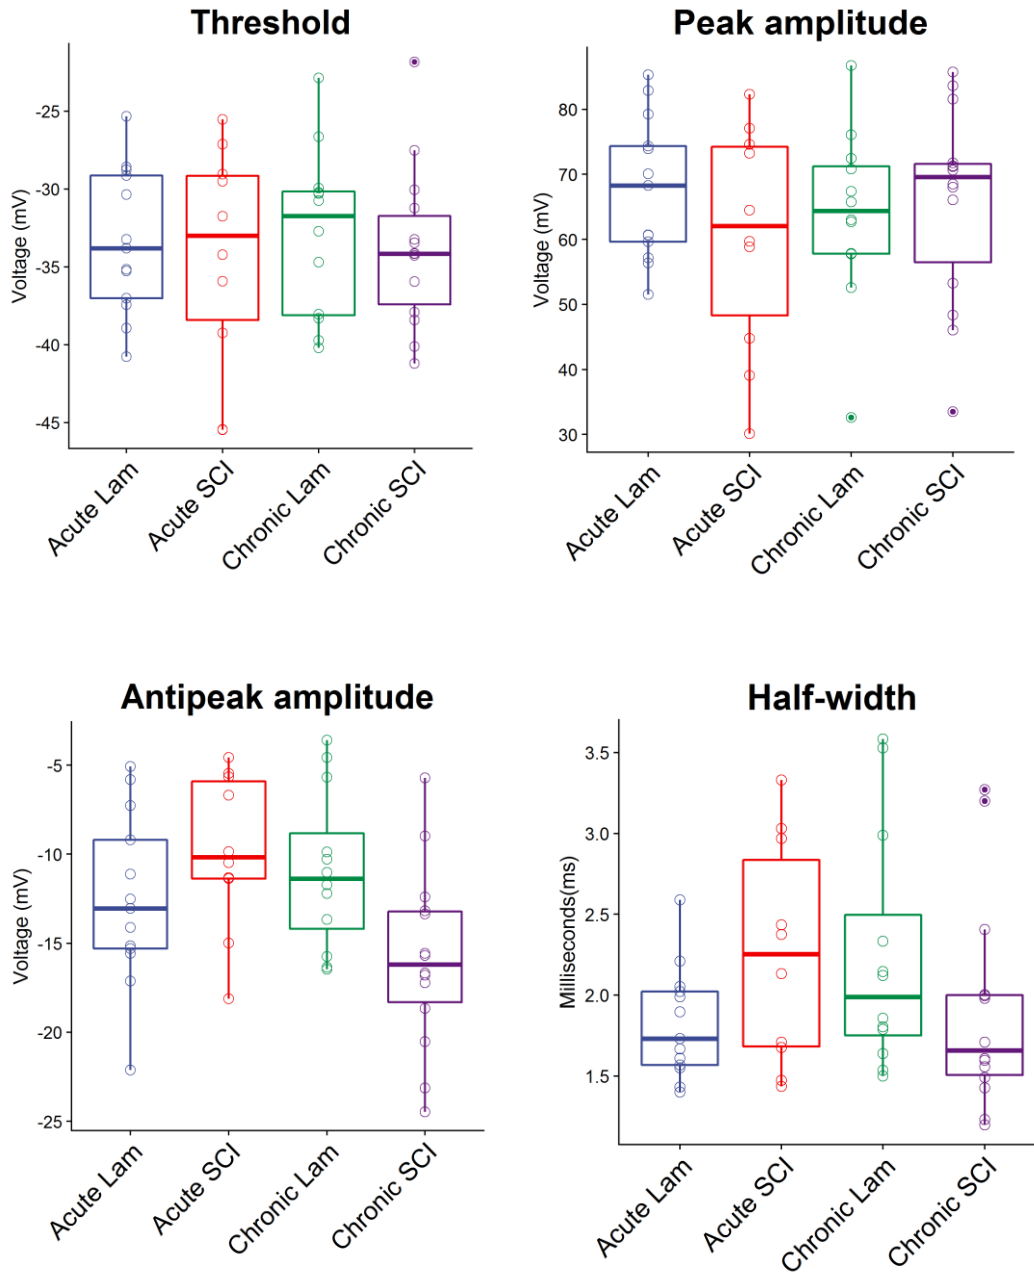 Threshold
Voltage (mV)
-25
-30
-35
-40
-45
Acute Lam
Acute SCI
Chronic Lam
Chronic SCI
Peak amplitude
Voltage (mV)
80
70
60
50
40
30
Acute Lam
Acute SCI
Chronic Lam
Chronic SCI
Antipeak amplitude
Voltage (mV)
-5
-10
-15
-20
-25
Acute Lam
Acute SCI
Chronic Lam
Chronic SCI
Half-width
Milliseconds(ms)
3.5
3.0
2.5
2.0
1.5
Acute Lam
Acute SCI
Chronic Lam
Chronic SCI